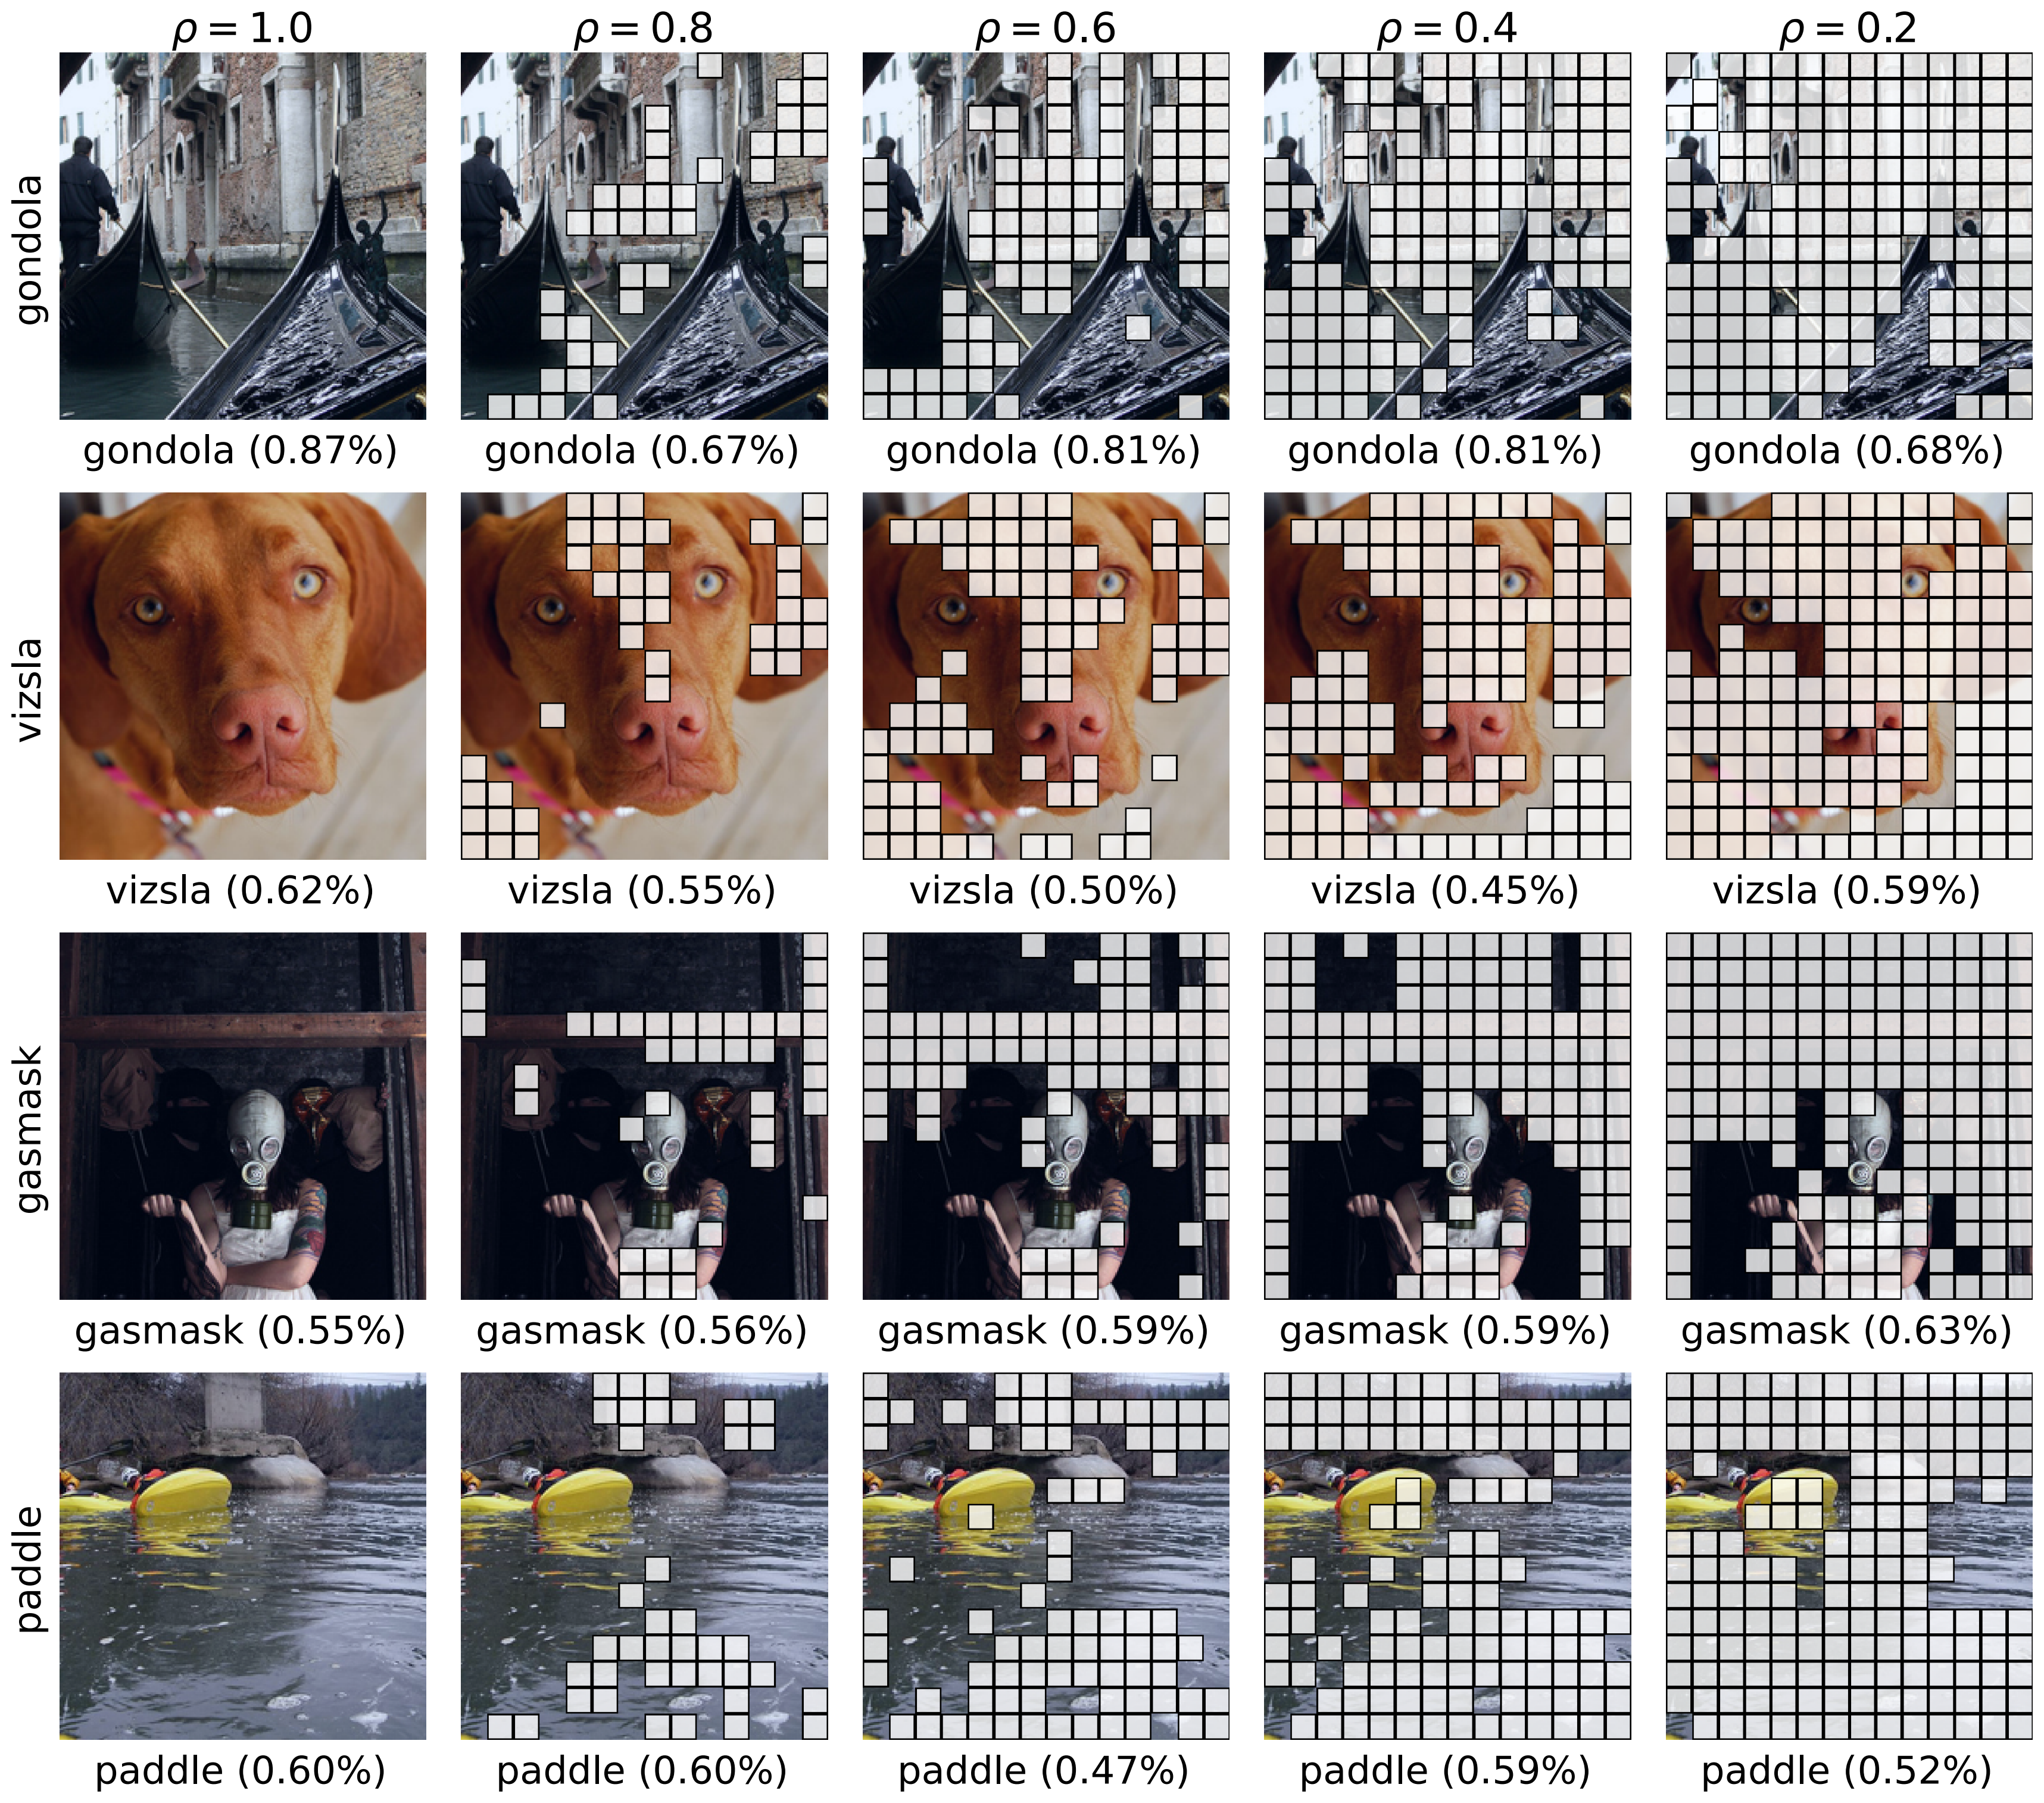 ρ = 1.0 ρ = 0.8 ρ = 0.6 ρ = 0.4 ρ = 0.2
gondola
gondola (0.87%) gondola (0.67%) gondola (0.81%) gondola (0.81%) gondola (0.68%)
vizsla
vizsla (0.62%) vizsla (0.55%) vizsla (0.50%) vizsla (0.45%) vizsla (0.59%)
gasmask
gasmask (0.55%) gasmask (0.56%) gasmask (0.59%) gasmask (0.59%) gasmask (0.63%)
paddle
paddle (0.60%) paddle (0.60%) paddle (0.47%) paddle (0.59%) paddle (0.52%)